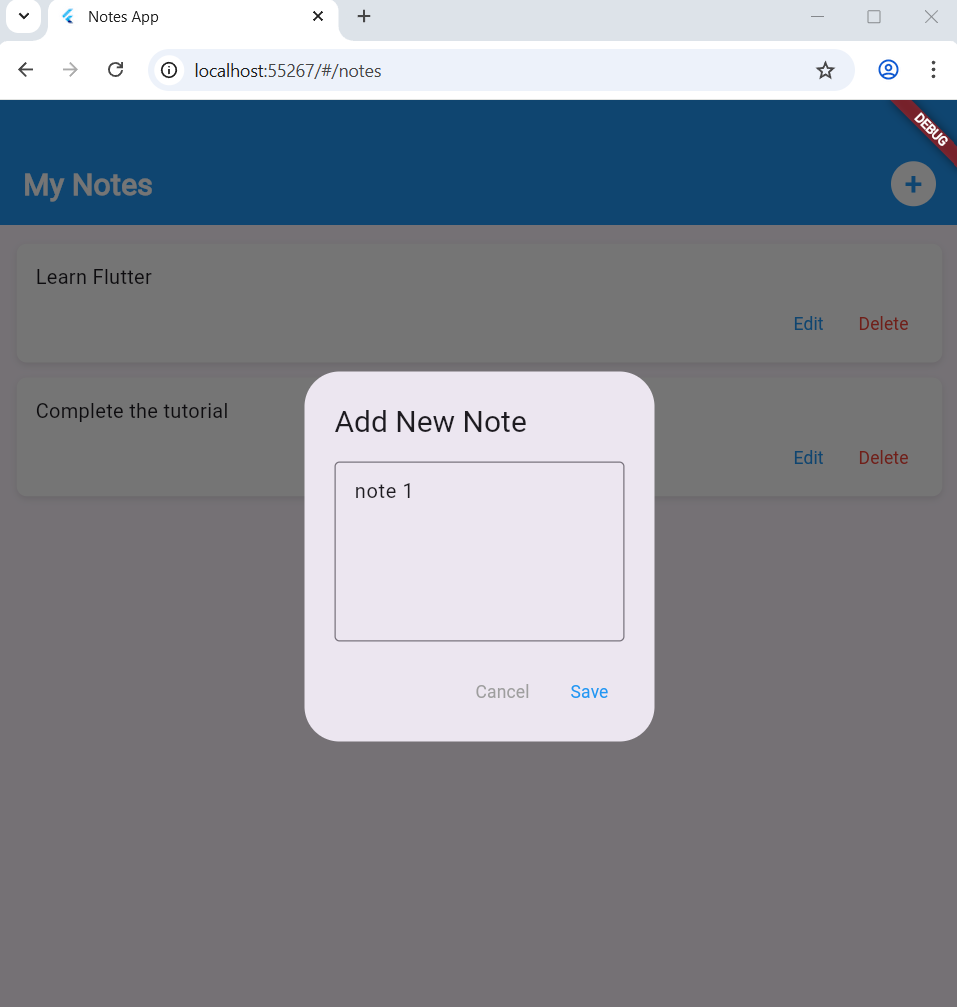 Notes App
localhost:55267/#/notes
DEBUG
My Notes
Learn Flutter
Edit Delete
Complete the tutorial
Edit Delete
Add New Note
note 1
Cancel Save